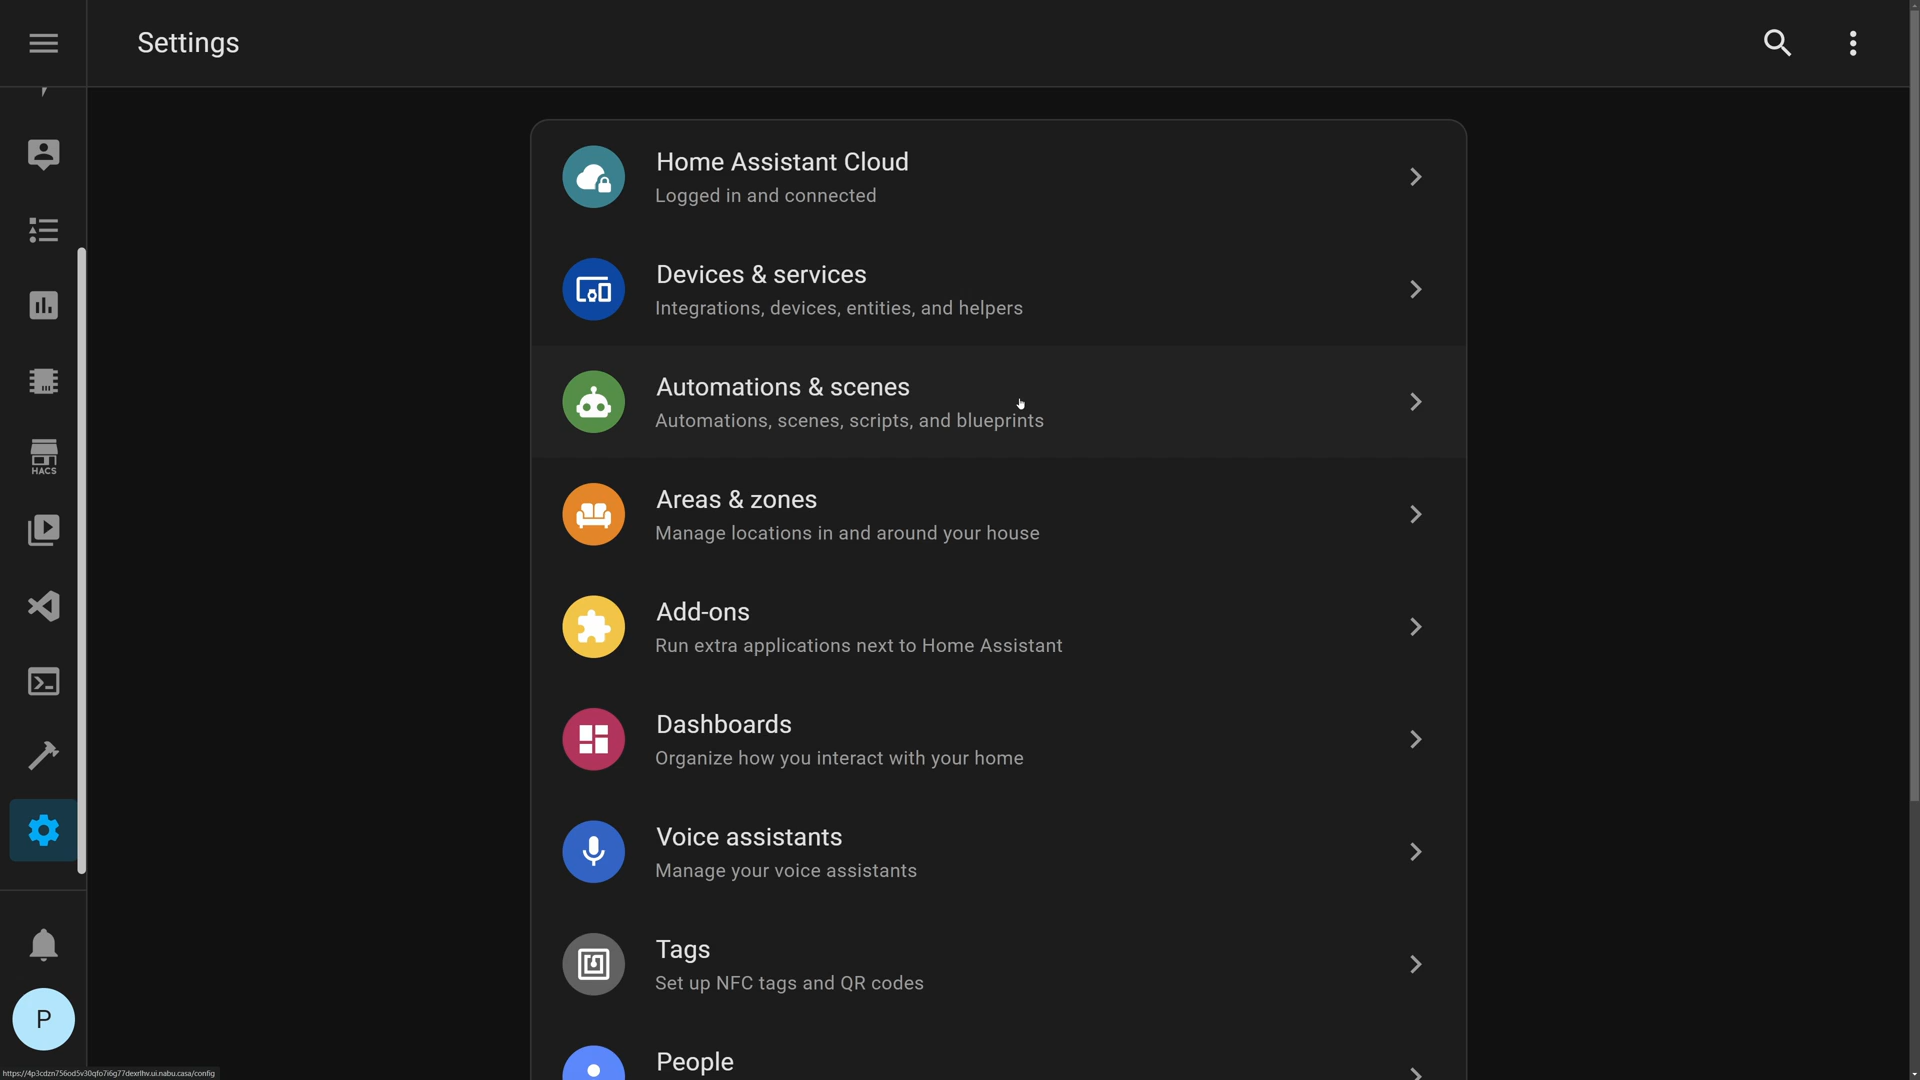 Settings
Home Assistant Cloud
Logged in and connected
Devices & services
Integrations, devices, entities, and helpers
Automations & scenes
Automations, scenes, scripts, and blueprints
Areas & zones
Manage locations in and around your house
HACS
Add-ons
Run extra applications next to Home Assistant
Dashboards
Organize how you interact with your home
Voice assistants
Manage your voice assistants
Tags
Set up NFC tags and QR codes
P
People